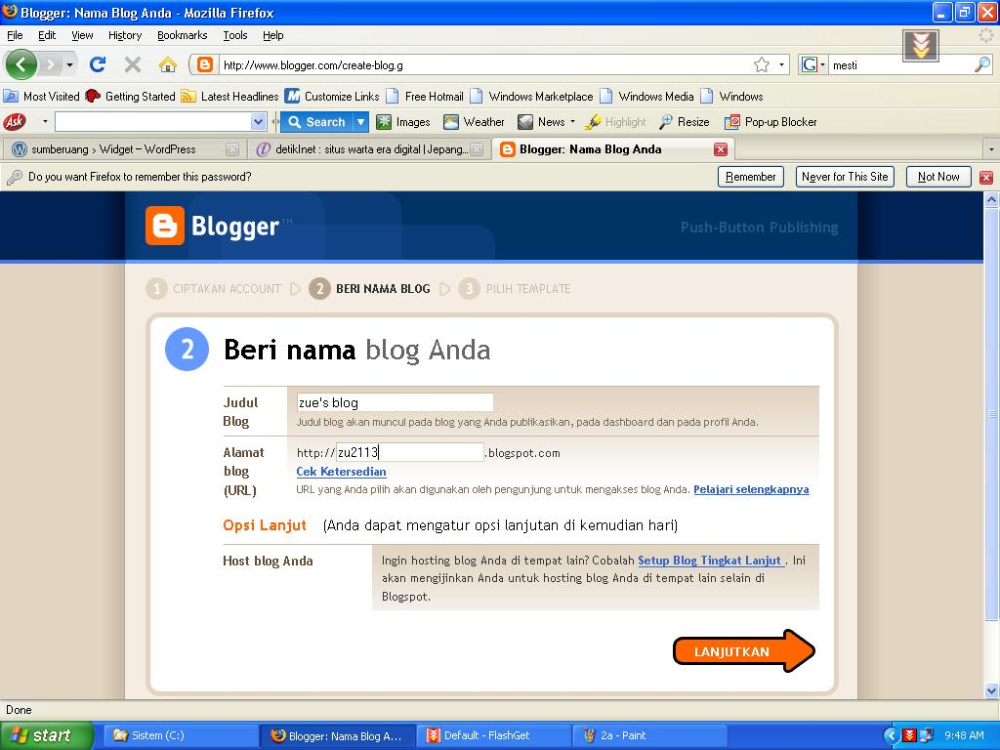 Blogger: Nama Blog Anda - Mozilla Firefox
File Edit View History Bookmarks Tools Help
http://www.blogger.com/create-blog.g
G mesti
Most Visited Getting Started Latest Headlines Customize Links Free Hotmail Windows Marketplace Windows Media Windows
Ask Search Images Weather News Highlight Resize Pop-up Blocker
sumberuang › Widget — WordPress detikInet : situs warta era digital | Jepang... Blogger: Nama Blog Anda
Do you want Firefox to remember this password? Remember Never for This Site Not Now
Blogger™ Push-Button Publishing
1 CIPTAKAN ACCOUNT 2 BERI NAMA BLOG 3 PILIH TEMPLATE
2 Beri nama blog Anda
Judul Blog
zue's blog
Judul blog akan muncul pada blog yang Anda publikasikan, pada dashboard dan pada profil Anda.
Alamat blog (URL)
http://zu2113.blogspot.com
Cek Ketersedian
URL yang Anda pilih akan digunakan oleh pengunjung untuk mengakses blog Anda. Pelajari selengkapnya
Opsi Lanjut (Anda dapat mengatur opsi lanjutan di kemudian hari)
Host blog Anda
Ingin hosting blog Anda di tempat lain? Cobalah Setup Blog Tingkat Lanjut . Ini
akan mengijinkan Anda untuk hosting blog Anda di tempat lain selain di
Blogspot.
LANJUTKAN
Done
start Sistem (C:) Blogger: Nama Blog A... Default - FlashGet 2a - Paint 9:48 AM